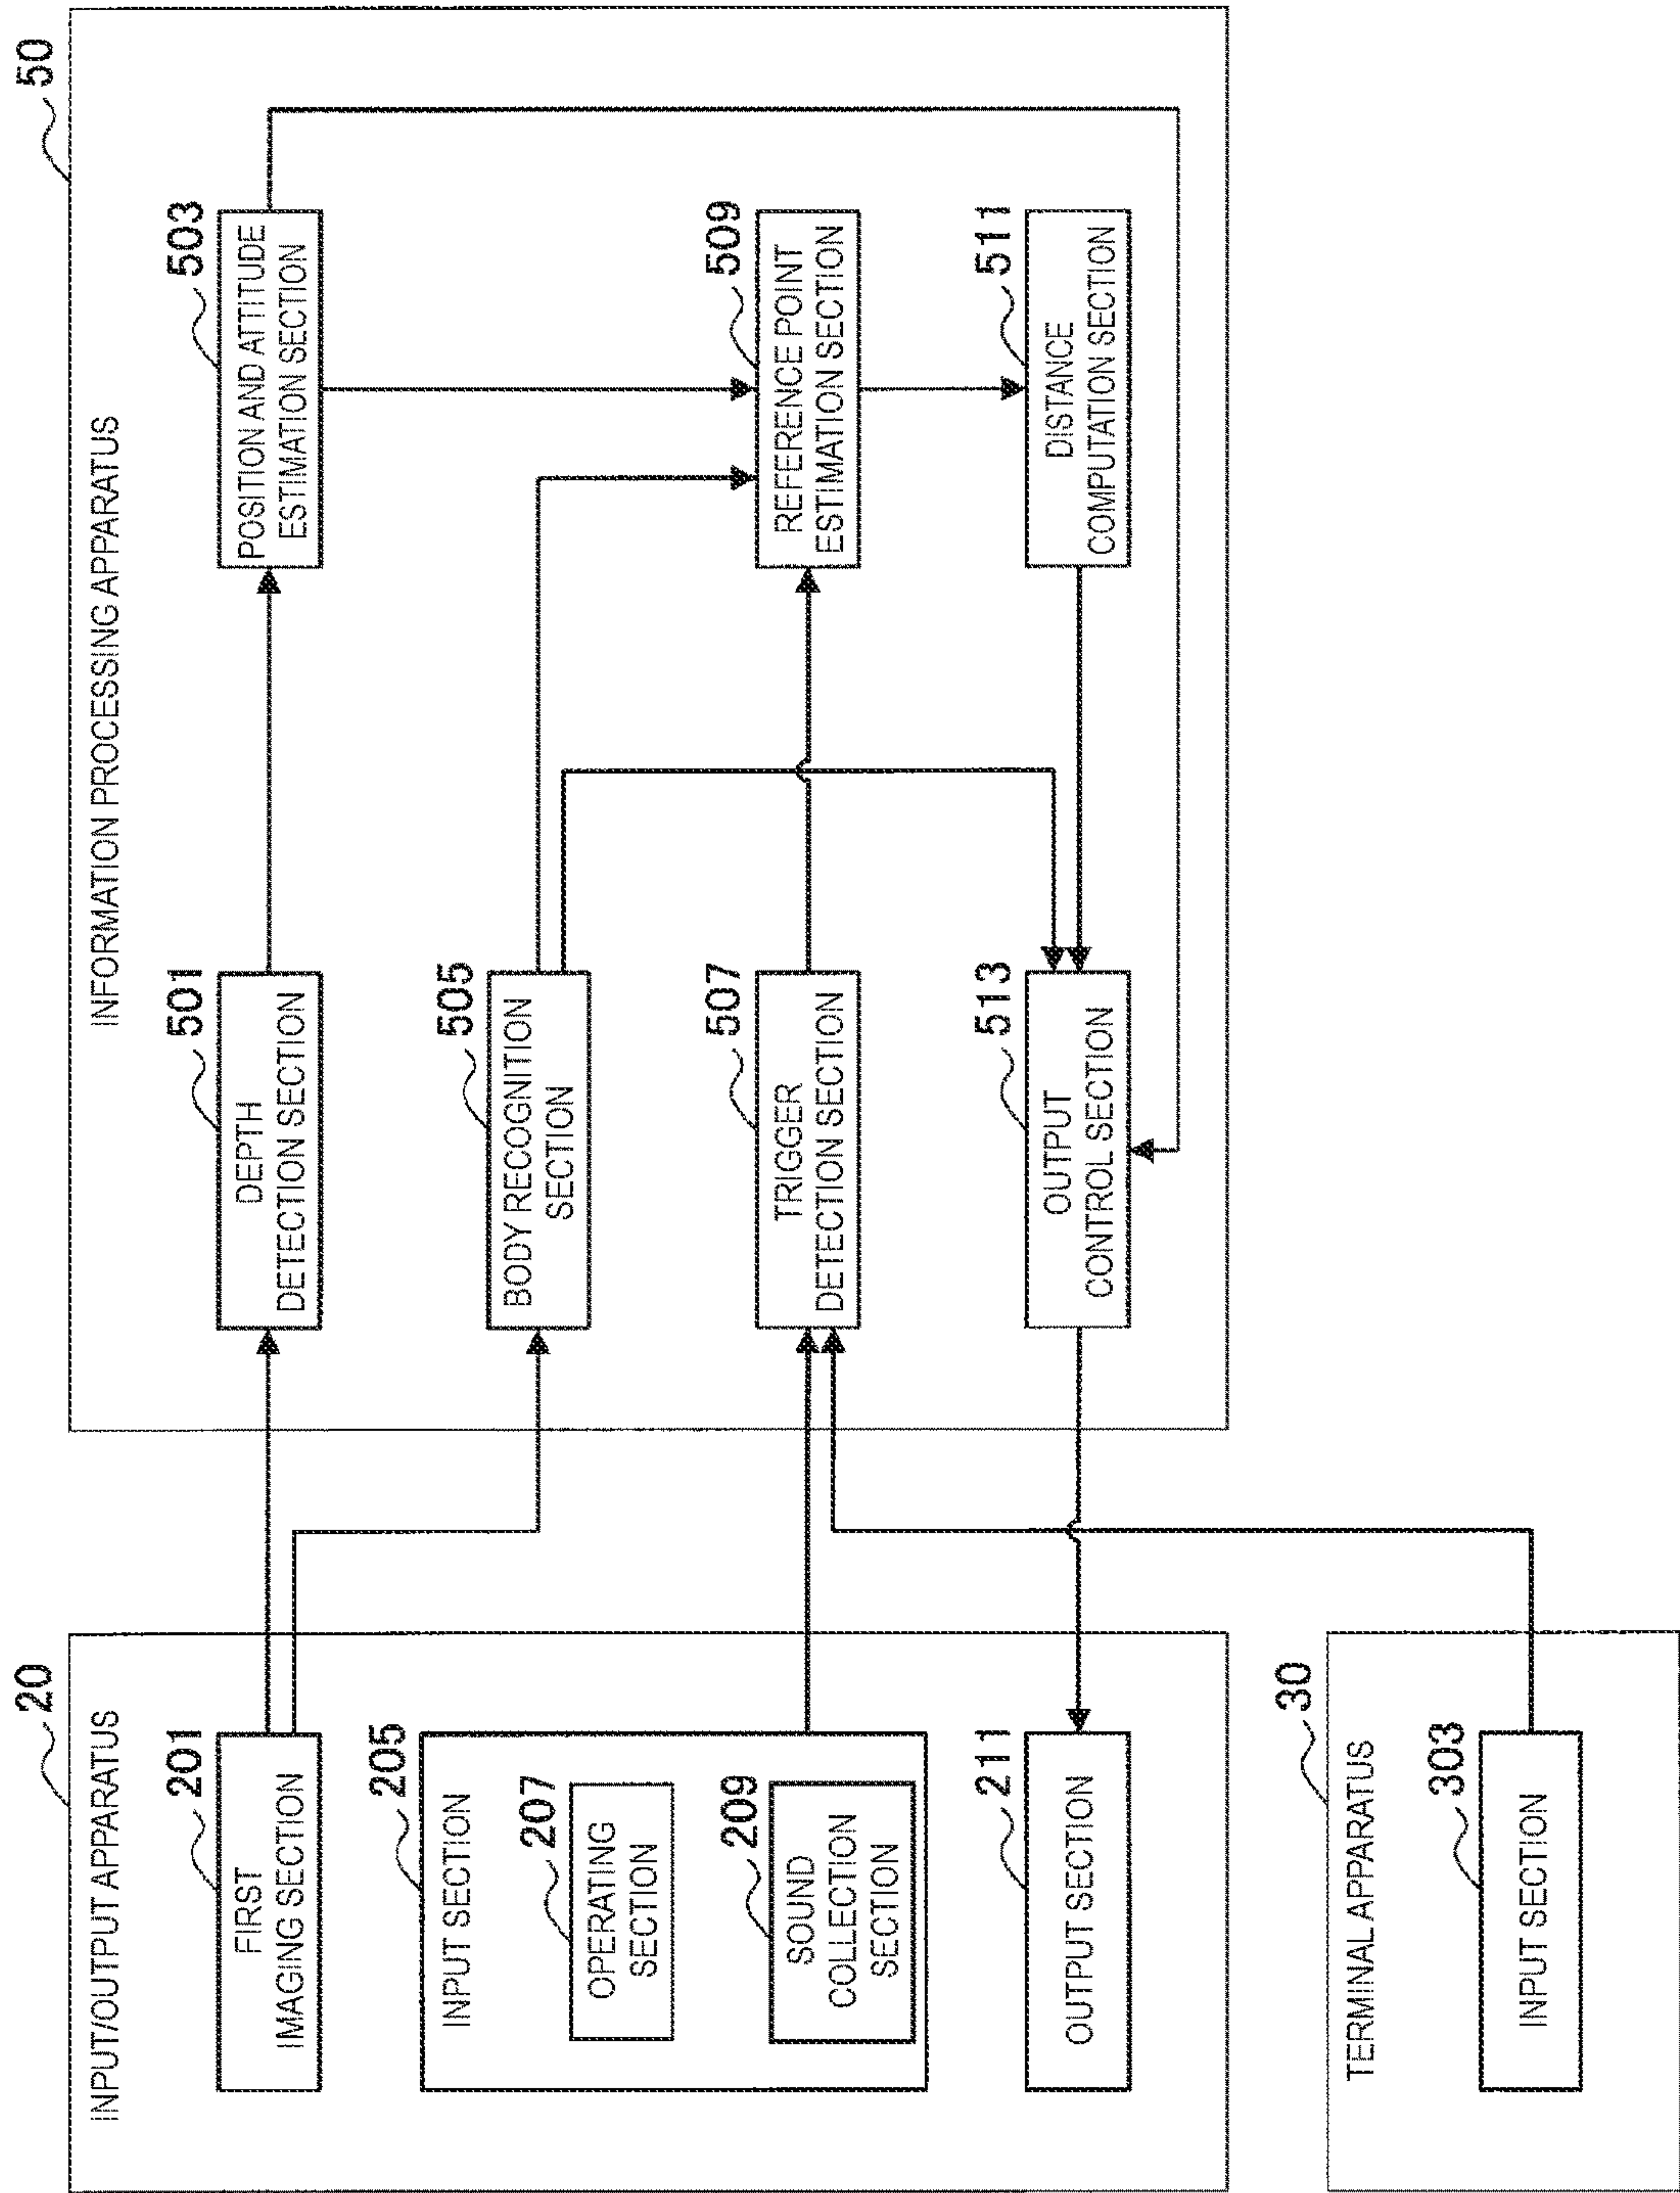 20
INPUT/OUTPUT APPARATUS
201
FIRST
IMAGING SECTION
205
INPUT SECTION
207
OPERATING
SECTION
209
SOUND
COLLECTION
SECTION
211
OUTPUT SECTION
30
TERMINAL APPARATUS
303
INPUT SECTION
50
INFORMATION PROCESSING APPARATUS
501
DEPTH
DETECTION SECTION
503
POSITION AND ATTITUDE
ESTIMATION SECTION
505
BODY RECOGNITION
SECTION
507
TRIGGER
DETECTION SECTION
509
REFERENCE POINT
ESTIMATION SECTION
513
OUTPUT
CONTROL SECTION
511
DISTANCE
COMPUTATION SECTION